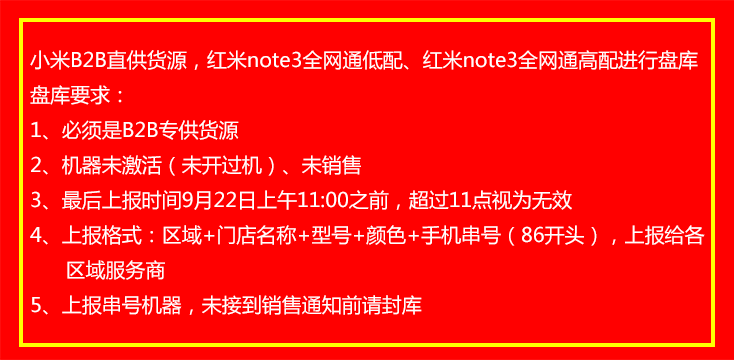 小米B2B直供货源，红米note3全网通低配、红米note3全网通高配进行盘库
盘库要求：
1、必须是B2B专供货源
2、机器未激活（未开过机）、未销售
3、最后上报时间9月22日上午11:00之前，超过11点视为无效
4、上报格式：区域+门店名称+型号+颜色+手机串号（86开头），上报给各
区域服务商
5、上报串号机器，未接到销售通知前请封库